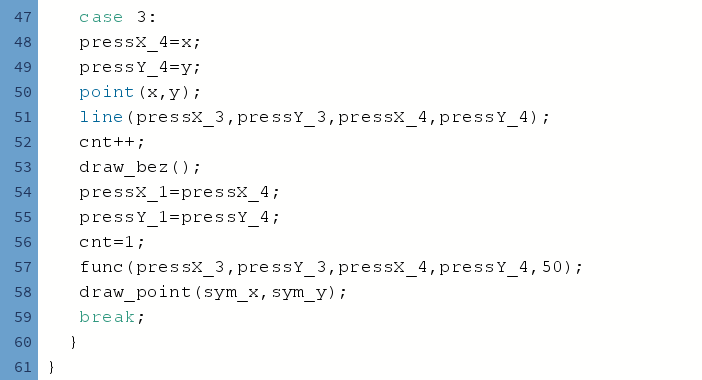 47 case 3:
48 pressX_4=x;
49 pressY_4=y;
50 point(x,y);
51 line(pressX_3,pressY_3,pressX_4,pressY_4);
52 cnt++;
53 draw_bez();
54 pressX_1=pressX_4;
55 pressY_1=pressY_4;
56 cnt=1;
57 func(pressX_3,pressY_3,pressX_4,pressY_4,50);
58 draw_point(sym_x,sym_y);
59 break;
60 }
61 }